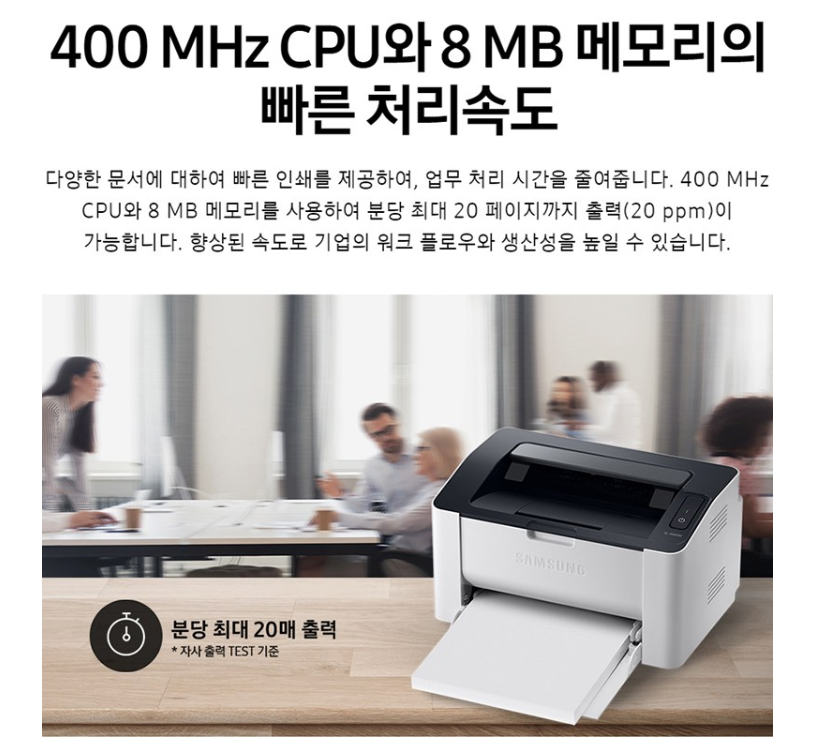 400 MHz CPU와 8 MB 메모리의
빠른 처리속도
다양한 문서에 대하여 빠른 인쇄를 제공하여, 업무 처리 시간을 줄여줍니다. 400 MHz
CPU와 8 MB 메모리를 사용하여 분당 최대 20 페이지까지 출력(20 ppm)이
가능합니다. 향상된 속도로 기업의 워크 플로우와 생산성을 높일 수 있습니다.
SAMSUNG
분당 최대 20매 출력
* 자사 출력 TEST 기준